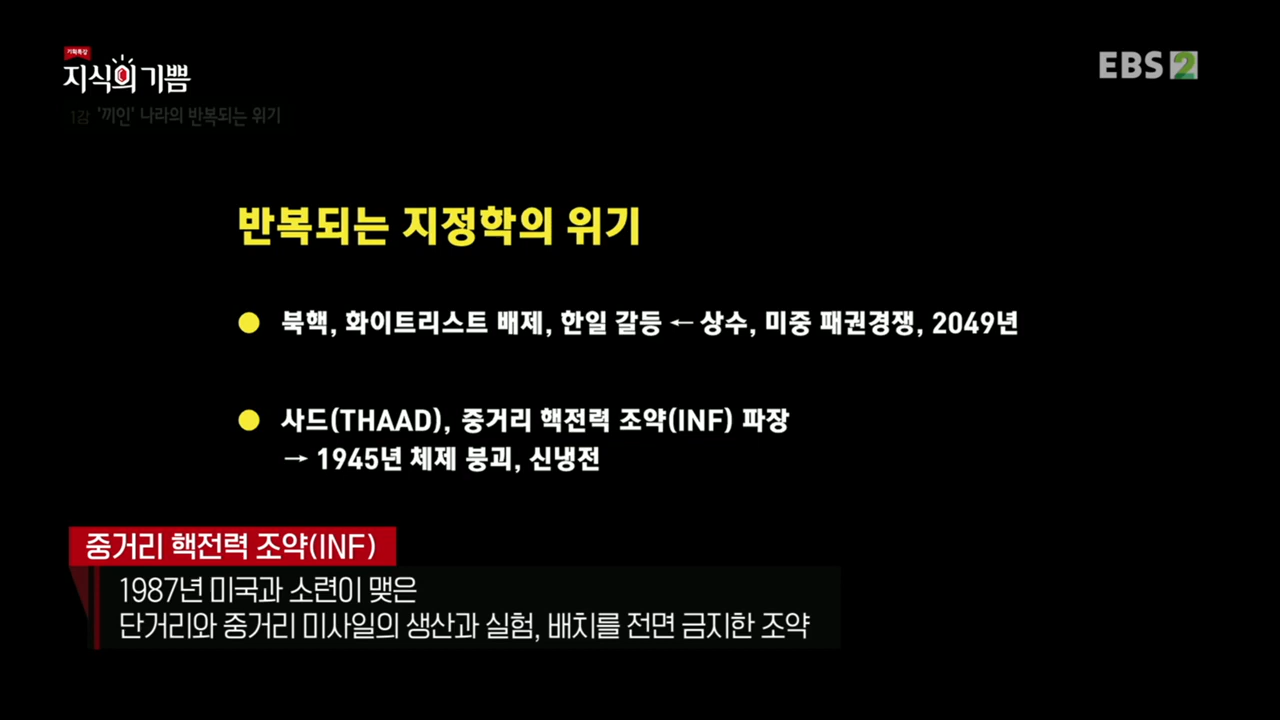 기획특강
지식의 기쁨
EBS2
1강 '끼인' 나라의 반복되는 위기
반복되는 지정학의 위기
● 북핵, 화이트리스트 배제, 한일 갈등 ← 상수, 미중 패권경쟁, 2049년
● 사드(THAAD), 중거리 핵전력 조약(INF) 파장
→ 1945년 체제 붕괴, 신냉전
중거리 핵전력 조약(INF)
1987년 미국과 소련이 맺은
단거리와 중거리 미사일의 생산과 실험, 배치를 전면 금지한 조약